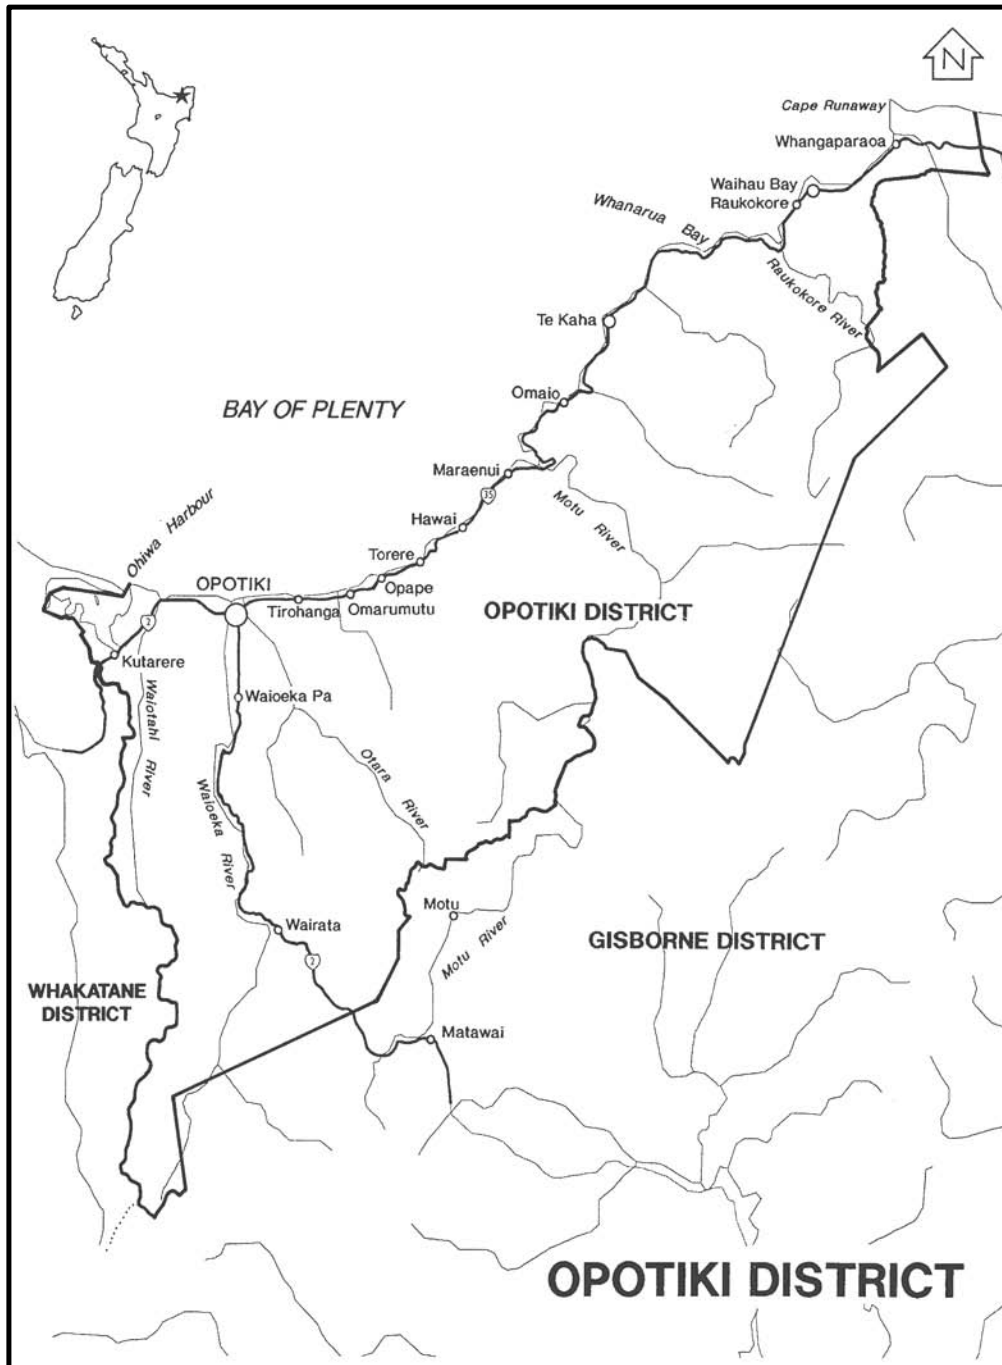 N
Cape Runaway
Whangaparaoa
Waihau Bay
Raukokore
Whanarua Bay
Raukokore River
Te Kaha
Omaio
BAY OF PLENTY
Maraenui
35
Motu River
Hawai
Ohiwa Harbour
Torere
OPOTIKI
Opape
Tirohanga
Omarumutu
OPOTIKI DISTRICT
2
Kutarere
Waioeka Pa
Waiotahi River
Otara River
Waioeka River
Motu
Wairata
Motu River
GISBORNE DISTRICT
2
WHAKATANE
DISTRICT
Matawai
OPOTIKI DISTRICT